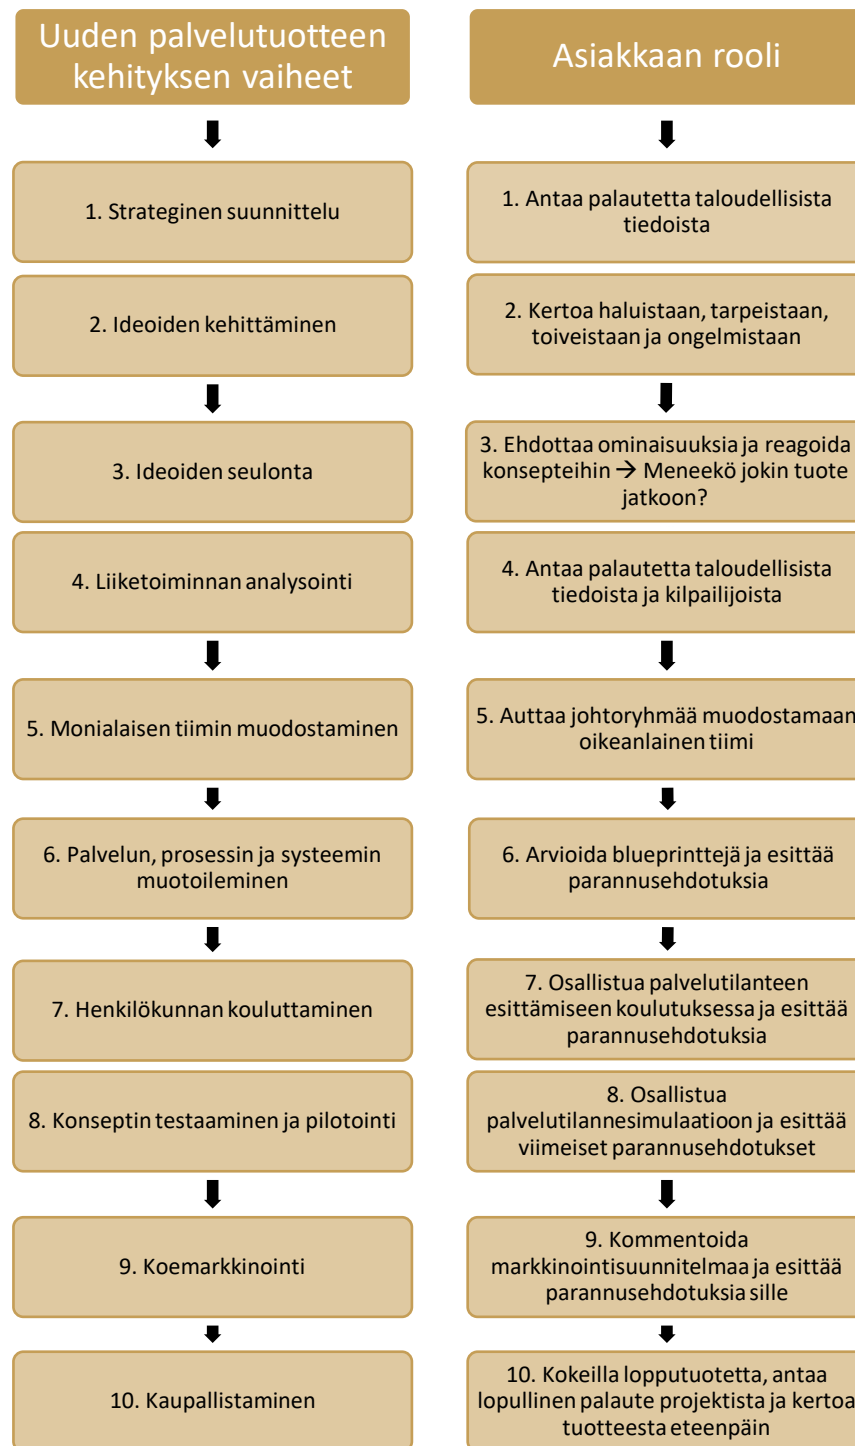 Uuden palvelutuotteen
kehityksen vaiheet
1. Strateginen suunnittelu
2. Ideoiden kehittäminen
3. Ideoiden seulonta
4. Liiketoiminnan analysointi
5. Monialaisen tiimin muodostaminen
6. Palvelun, prosessin ja systeemin
muotoileminen
7. Henkilökunnan kouluttaminen
8. Konseptin testaaminen ja pilotointi
9. Koemarkkinointi
10. Kaupallistaminen
Asiakkaan rooli
1. Antaa palautetta taloudellisista
tiedoista
2. Kertoa haluistaan, tarpeistaan,
toiveistaan ja ongelmistaan
3. Ehdottaa ominaisuuksia ja reagoida
konsepteihin → Meneekö jokin tuote
jatkoon?
4. Antaa palautetta taloudellisista
tiedoista ja kilpailijoista
5. Auttaa johtoryhmää muodostamaan
oikeanlainen tiimi
6. Arvioida blueprinttejä ja esittää
parannusehdotuksia
7. Osallistua palvelutilanteen
esittämiseen koulutuksessa ja esittää
parannusehdotuksia
8. Osallistua
palvelutilannesimulaatioon ja esittää
viimeiset parannusehdotukset
9. Kommentoida
markkinointisuunnitelmaa ja esittää
parannusehdotuksia sille
10. Kokeilla lopputuotetta, antaa
lopullinen palaute projektista ja kertoa
tuotteesta eteenpäin